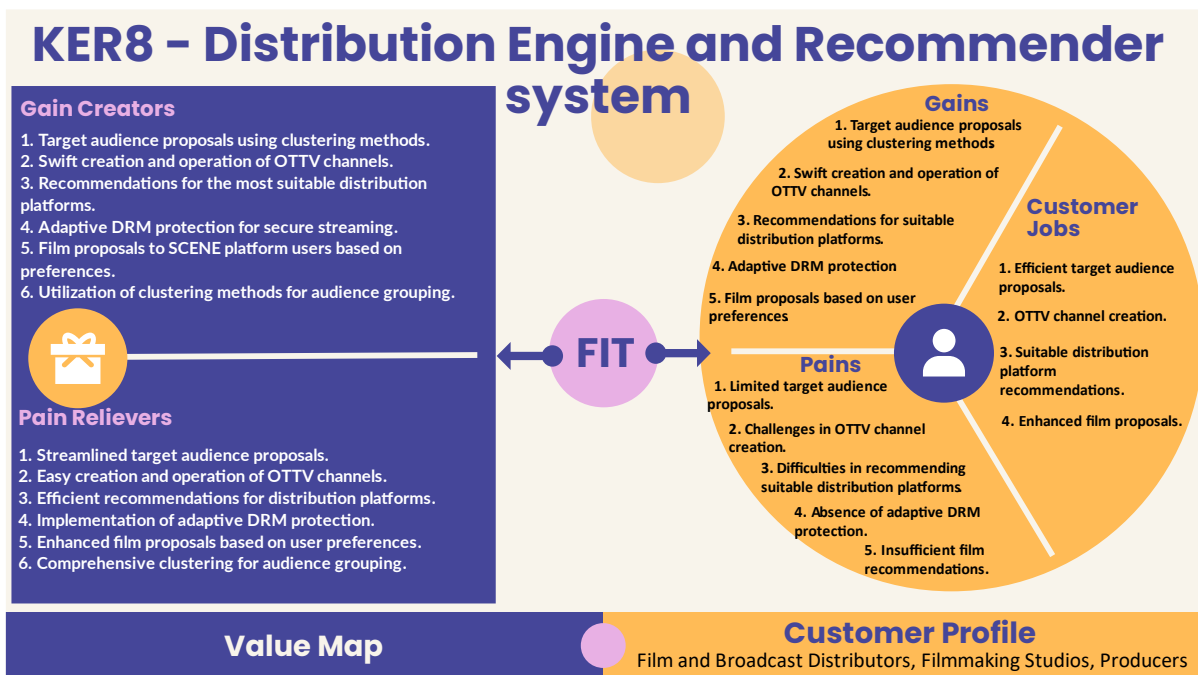 KER8 – Distribution Engine and Recommender
system
Gain Creators
1. Target audience proposals using clustering methods.
2. Swift creation and operation of OTTV channels.
3. Recommendations for the most suitable distribution
platforms.
4. Adaptive DRM protection for secure streaming.
5. Film proposals to SCENE platform users based on
preferences.
6. Utilization of clustering methods for audience grouping.
Pain Relievers
1. Streamlined target audience proposals.
2. Easy creation and operation of OTTV channels.
3. Efficient recommendations for distribution platforms.
4. Implementation of adaptive DRM protection.
5. Enhanced film proposals based on user preferences.
6. Comprehensive clustering for audience grouping.
FIT
Gains
1. Target audience proposals
using clustering methods
2. Swift creation and operation of
OTTV channels.
3. Recommendations for suitable
distribution platforms.
4. Adaptive DRM protection
5. Film proposals based on user
preferences
Pains
1. Limited target audience
proposals.
2. Challenges in OTTV channel
creation.
3. Difficulties in recommending
suitable distribution platforms.
4. Absence of adaptive DRM
protection.
5. Insufficient film
recommendations.
Customer
Jobs
1. Efficient target audience
proposals.
2. OTTV channel creation.
3. Suitable distribution
platform
recommendations.
4. Enhanced film proposals.
Value Map
Customer Profile
Film and Broadcast Distributors, Filmmaking Studios, Producers